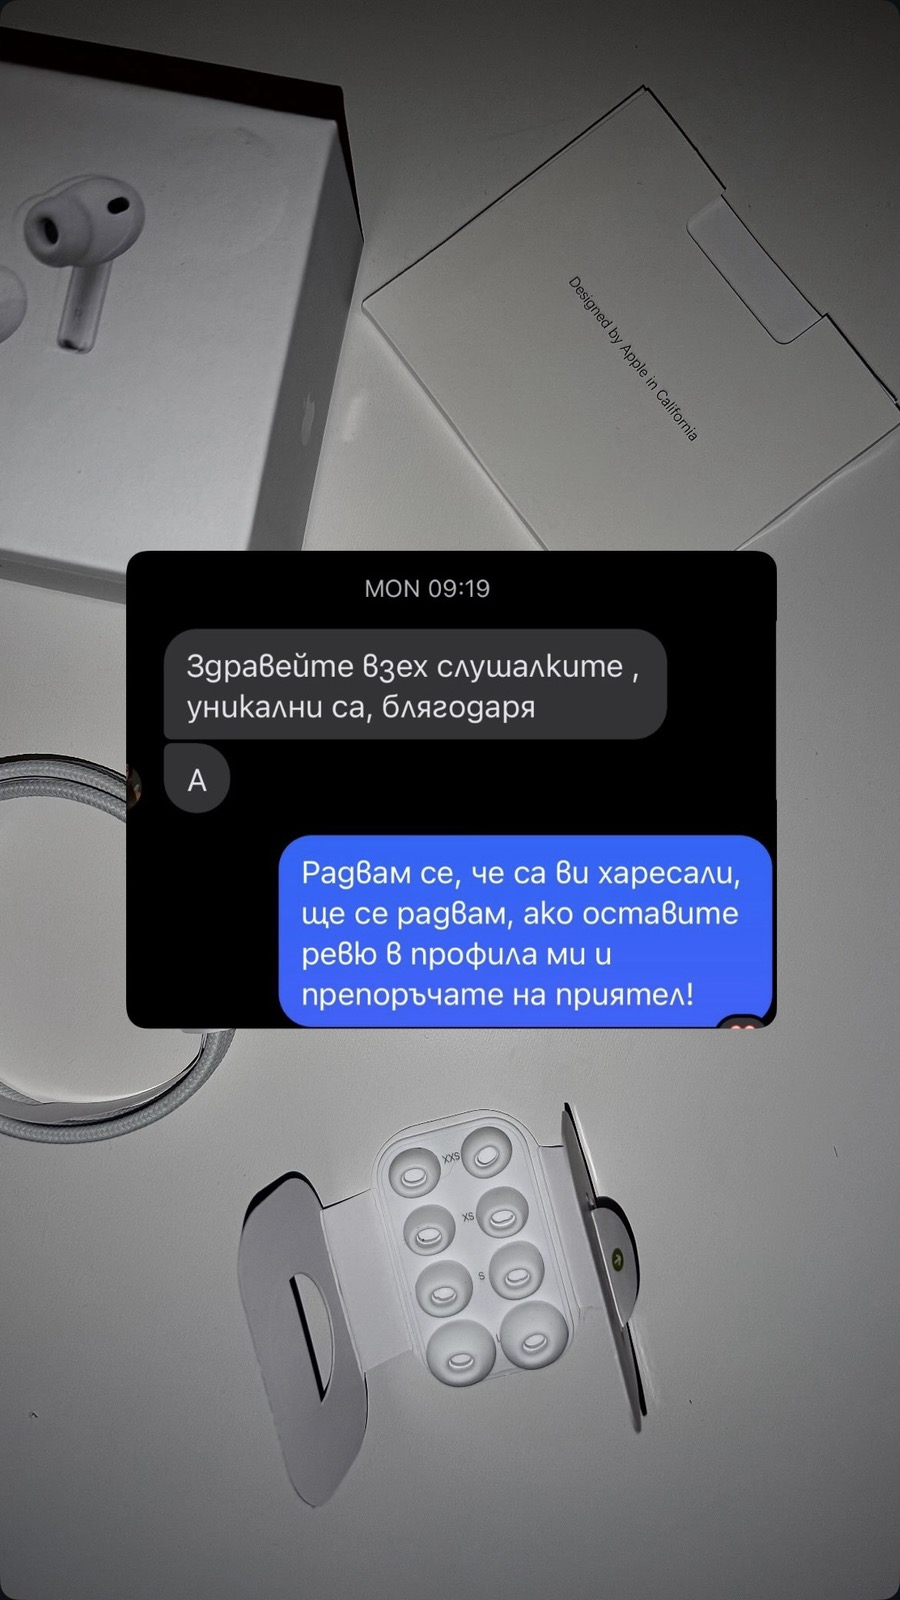 Designed by Apple in California
MON 09:19
Здравейте взех слушалките ,
уникални са, блягодаря
А
Радвам се, че са ви харесали,
ще се радвам, ако оставите
ревю в профила ми и
препоръчате на приятел!
XXS
XS
S